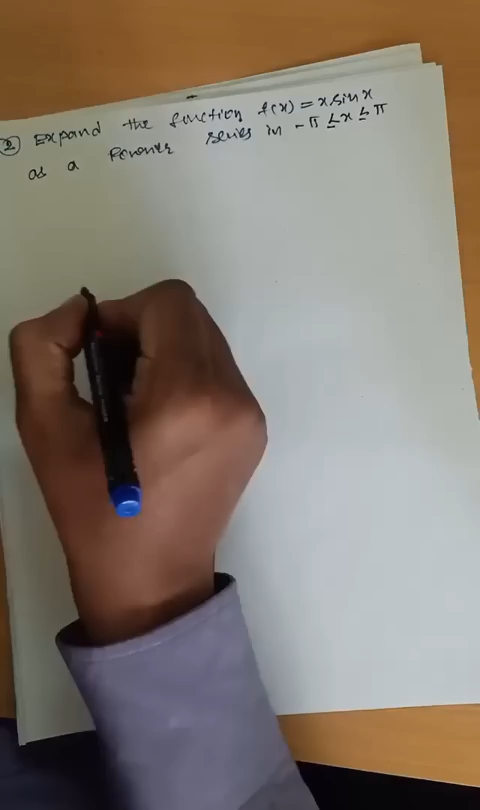 ② Expand the function f(x) = x sin x
as a Fourier series in -π ≤ x ≤ π